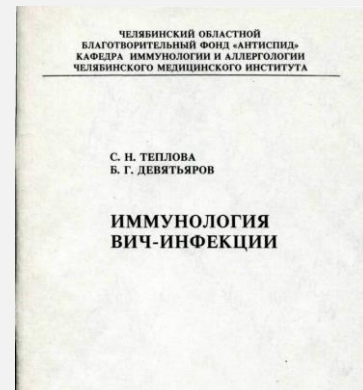 ЧЕЛЯБИНСКИЙ ОБЛАСТНОЙ
БЛАГОТВОРИТЕЛЬНЫЙ ФОНД «АНТИСПИД»
КАФЕДРА ИММУНОЛОГИИ И АЛЛЕРГОЛОГИИ
ЧЕЛЯБИНСКОГО МЕДИЦИНСКОГО ИНСТИТУТА
С. Н. ТЕПЛОВА
Б. Г. ДЕВЯТЬЯРОВ
ИММУНОЛОГИЯ
ВИЧ-ИНФЕКЦИИ